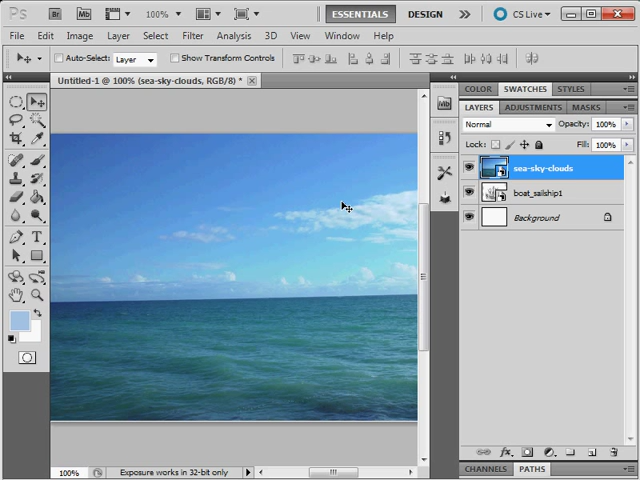 Ps Br Mb 100% ESSENTIALS DESIGN CS Live
File Edit Image Layer Select Filter Analysis 3D View Window Help
Auto-Select: Layer Show Transform Controls
Untitled-1 @ 100% (sea-sky-clouds, RGB/8) *
COLOR SWATCHES STYLES
LAYERS ADJUSTMENTS MASKS
Normal Opacity: 100%
Lock: Fill: 100%
sea-sky-clouds
boat_sailship1
Background
Mb
T
100% Exposure works in 32-bit only
fx
CHANNELS PATHS